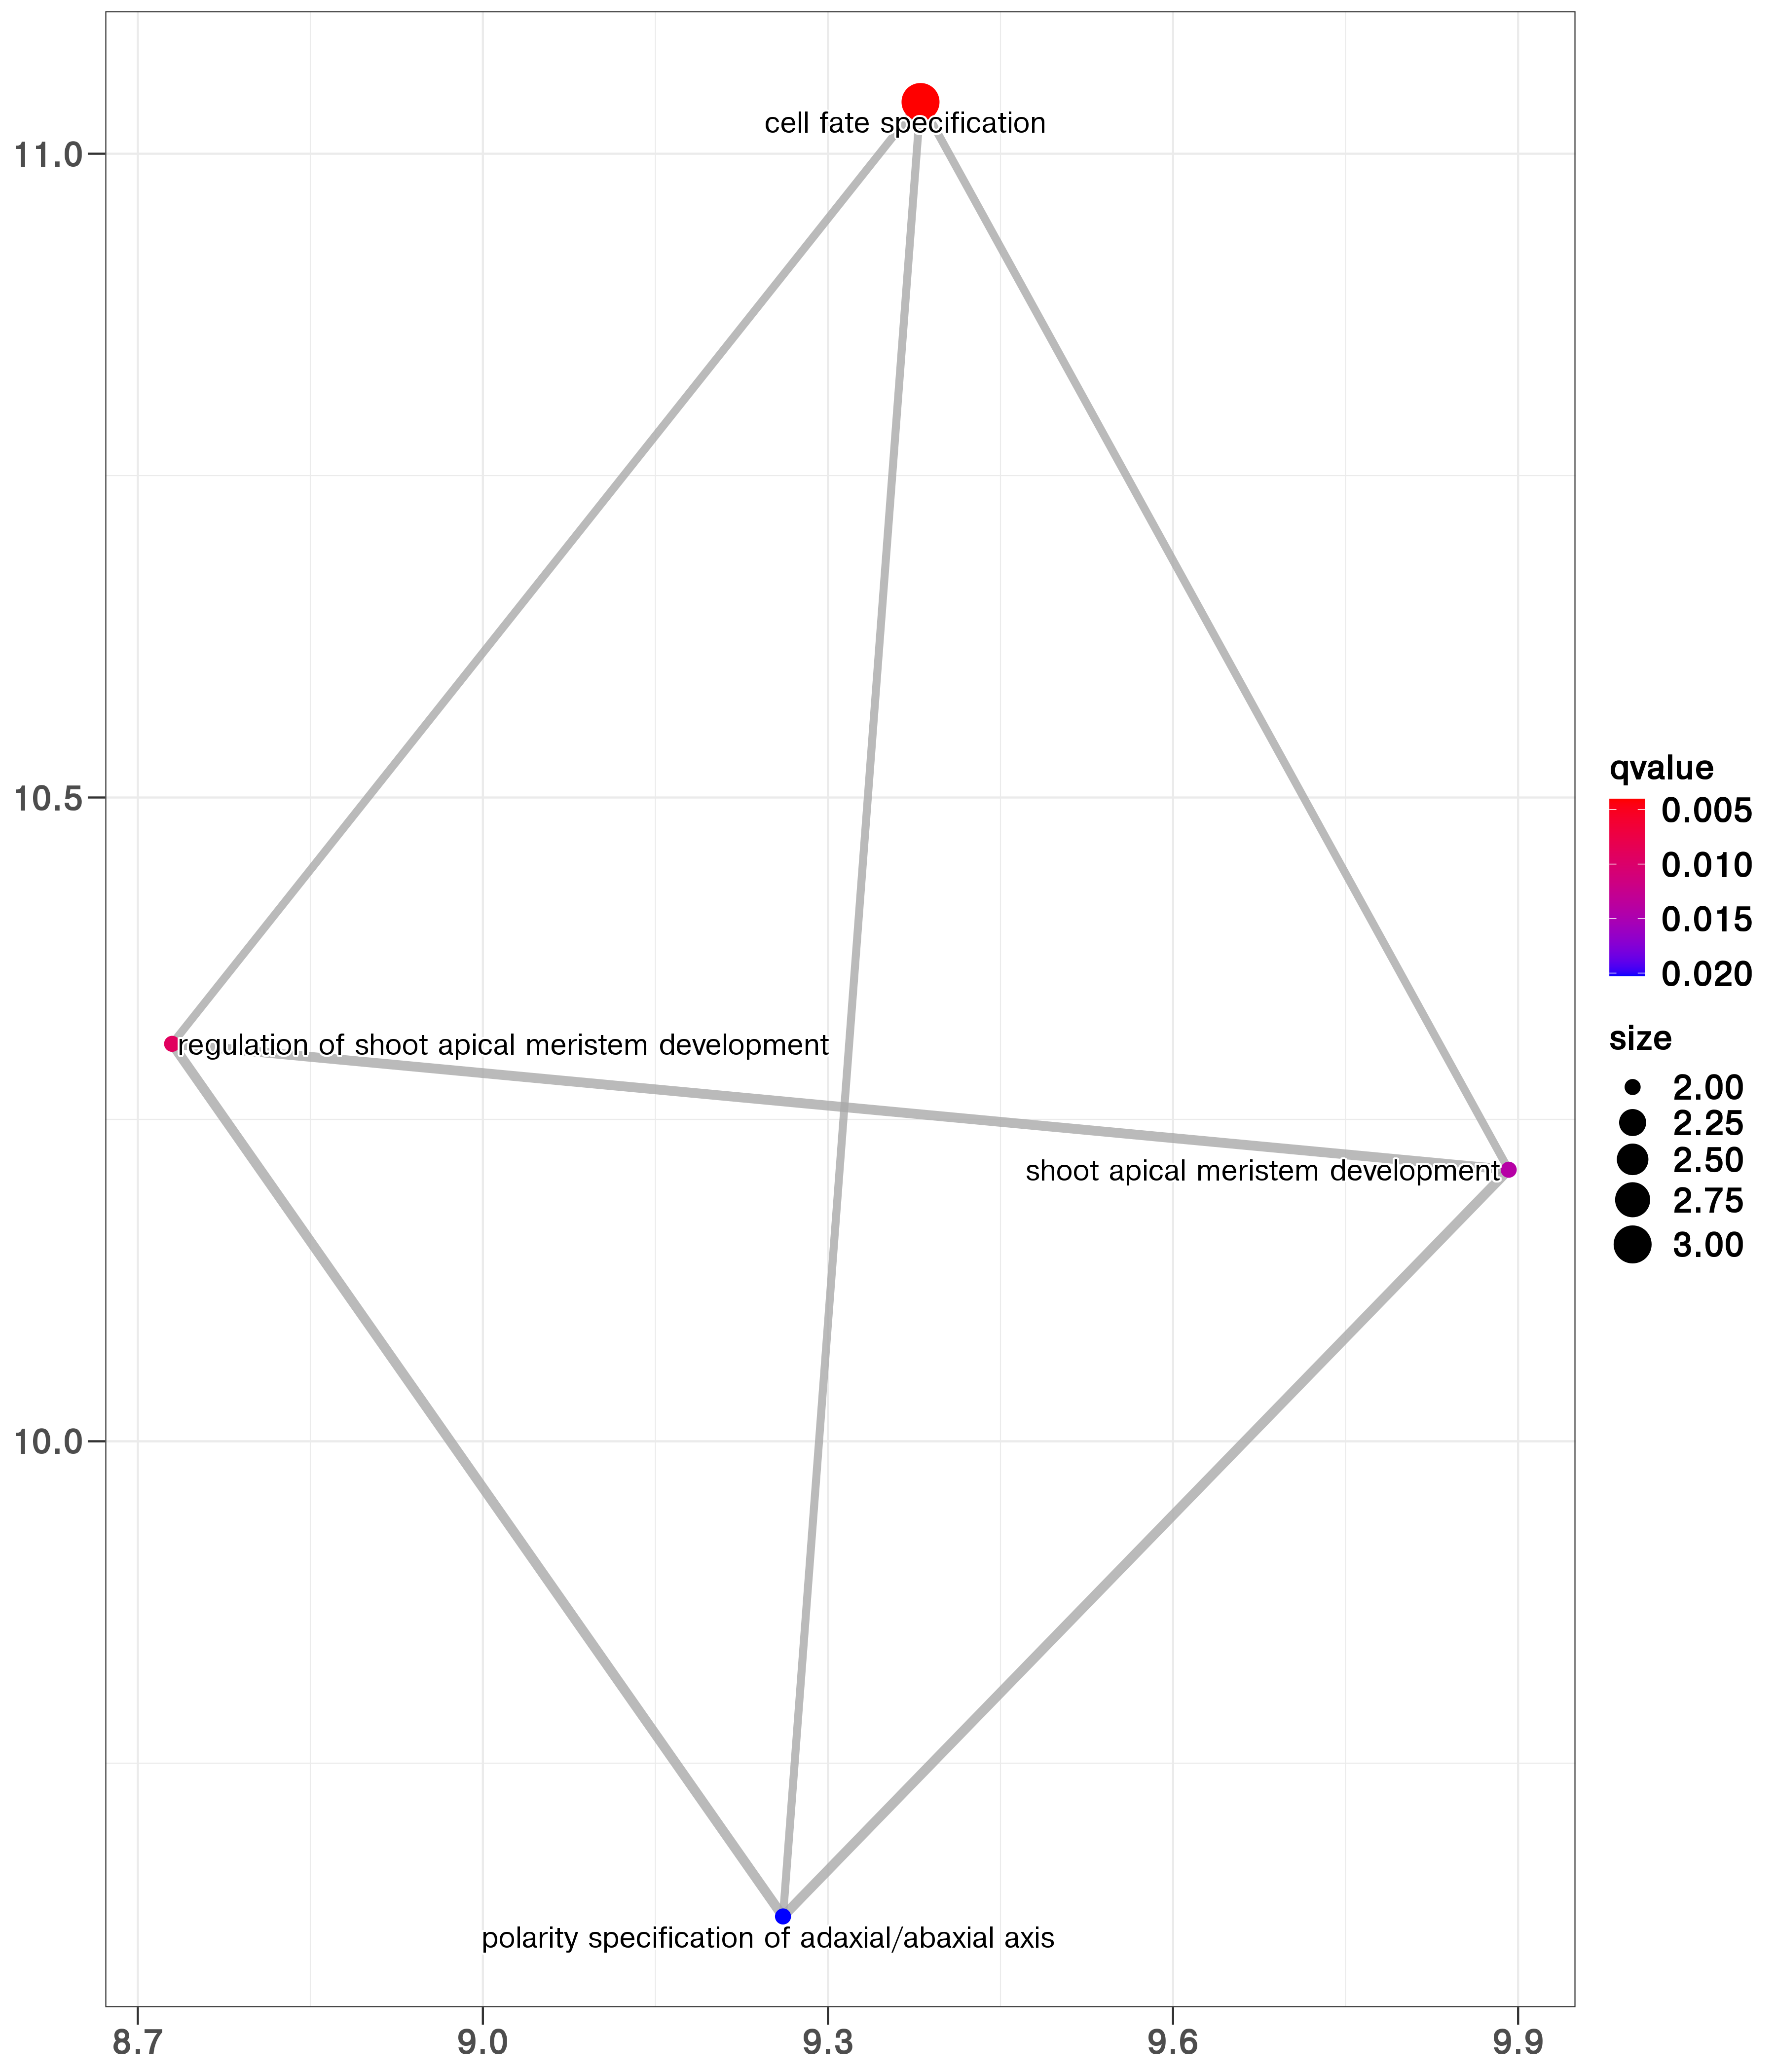 cell fate specification
11.0
10.5
regulation of shoot apical meristem development
shoot apical meristem development
10.0
polarity specification of adaxial/abaxial axis
8.7
9.0
9.3
9.6
9.9
qvalue
0.005
0.010
0.015
0.020
size
2.00
2.25
2.50
2.75
3.00